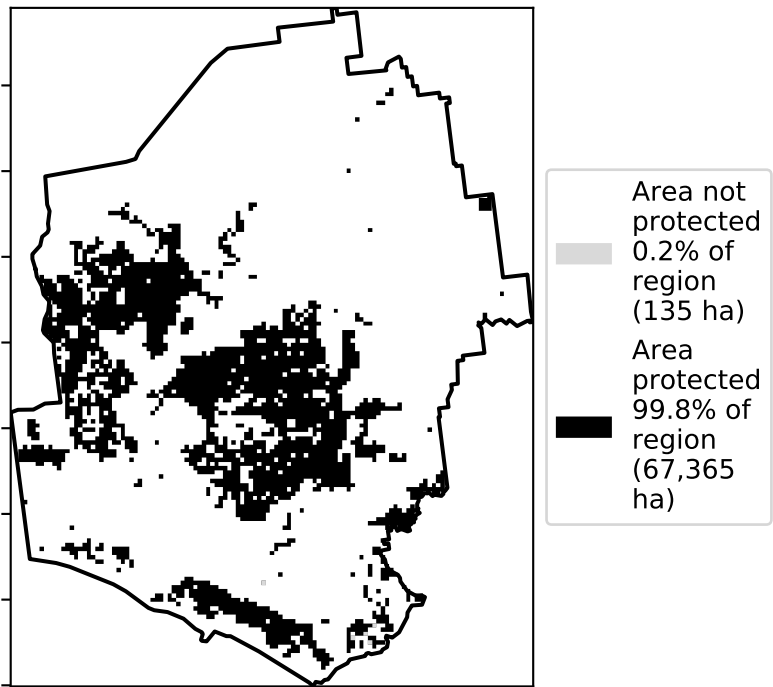 Area not
protected
0.2% of
region
(135 ha)
Area
protected
99.8% of
region
(67,365
ha)